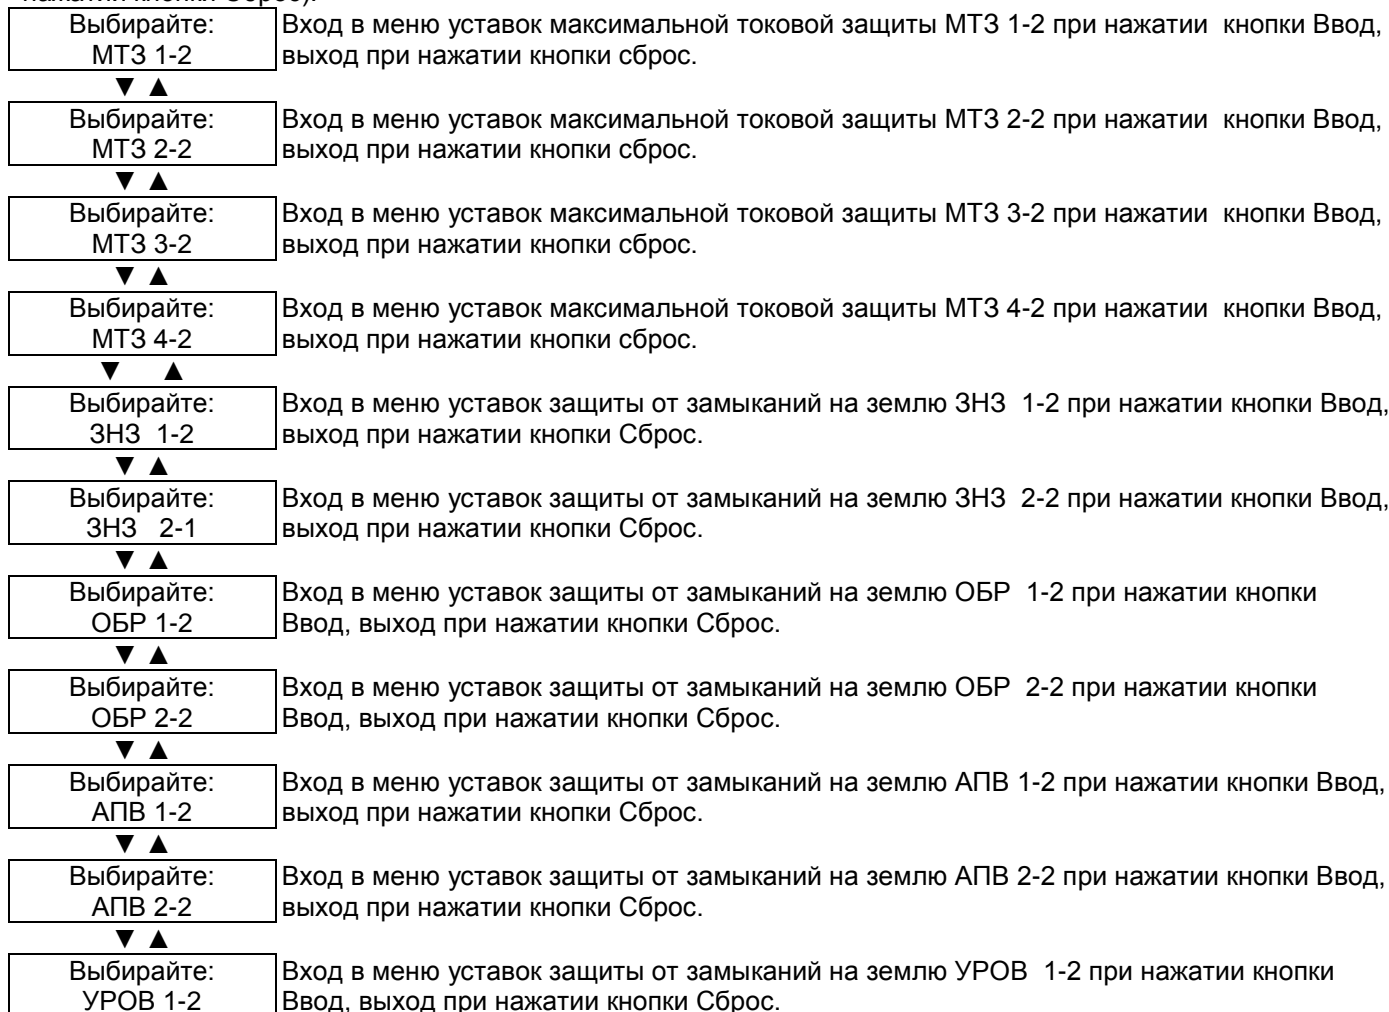 нажатии кнопки Сброс).
Выбирайте:
МТЗ 1-2
Вход в меню уставок максимальной токовой защиты МТЗ 1-2 при нажатии кнопки Ввод,
выход при нажатии кнопки сброс.
▼ ▲
Выбирайте:
МТЗ 2-2
Вход в меню уставок максимальной токовой защиты МТЗ 2-2 при нажатии кнопки Ввод,
выход при нажатии кнопки сброс.
▼ ▲
Выбирайте:
МТЗ 3-2
Вход в меню уставок максимальной токовой защиты МТЗ 3-2 при нажатии кнопки Ввод,
выход при нажатии кнопки сброс.
▼ ▲
Выбирайте:
МТЗ 4-2
Вход в меню уставок максимальной токовой защиты МТЗ 4-2 при нажатии кнопки Ввод,
выход при нажатии кнопки сброс.
▼ ▲
Выбирайте:
ЗНЗ 1-2
Вход в меню уставок защиты от замыканий на землю ЗНЗ 1-2 при нажатии кнопки Ввод,
выход при нажатии кнопки Сброс.
▼ ▲
Выбирайте:
ЗНЗ 2-1
Вход в меню уставок защиты от замыканий на землю ЗНЗ 2-2 при нажатии кнопки Ввод,
выход при нажатии кнопки Сброс.
▼ ▲
Выбирайте:
ОБР 1-2
Вход в меню уставок защиты от замыканий на землю ОБР 1-2 при нажатии кнопки
Ввод, выход при нажатии кнопки Сброс.
▼ ▲
Выбирайте:
ОБР 2-2
Вход в меню уставок защиты от замыканий на землю ОБР 2-2 при нажатии кнопки
Ввод, выход при нажатии кнопки Сброс.
▼ ▲
Выбирайте:
АПВ 1-2
Вход в меню уставок защиты от замыканий на землю АПВ 1-2 при нажатии кнопки Ввод,
выход при нажатии кнопки Сброс.
▼ ▲
Выбирайте:
АПВ 2-2
Вход в меню уставок защиты от замыканий на землю АПВ 2-2 при нажатии кнопки Ввод,
выход при нажатии кнопки Сброс.
▼ ▲
Выбирайте:
УРОВ 1-2
Вход в меню уставок защиты от замыканий на землю УРОВ 1-2 при нажатии кнопки
Ввод, выход при нажатии кнопки Сброс.